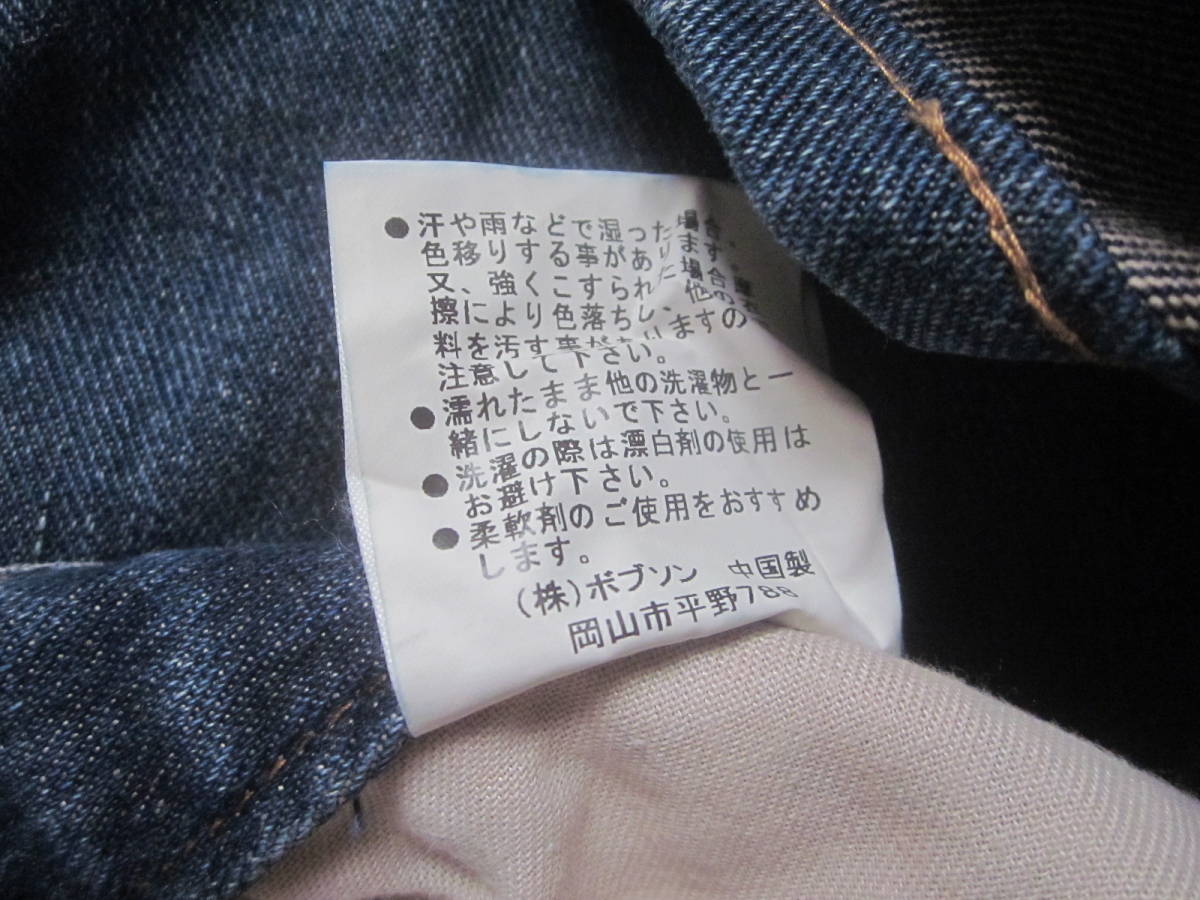 ●汗や雨などで湿った場合、
色移りする事があります。
又、強くこすられた場合、摩
擦により色落ちし、他の
料を汚す事がありますの
注意して下さい。
●濡れたまま他の洗濯物と一
緒にしないで下さい。
●洗濯の際は漂白剤の使用は
お避け下さい。
●柔軟剤のご使用をおすすめ
します。
(株)ボブソン 中国製
岡山市平野788